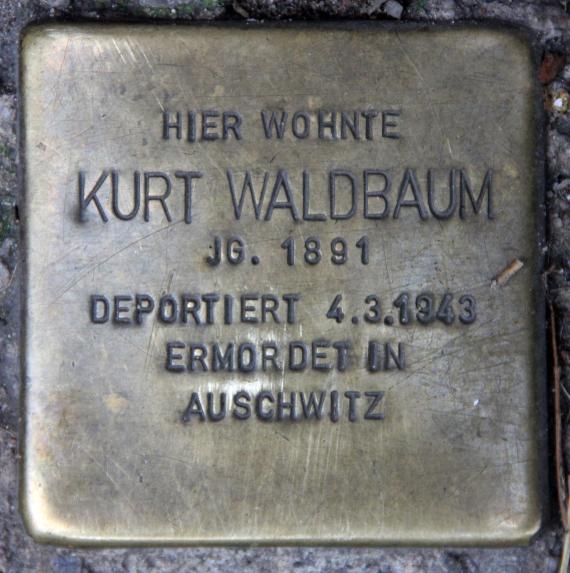 HIER WOHNTE
KURT WALDBAUM
JG. 1891
DEPORTIERT 4.3.1943
ERMORDET IN
AUSCHWITZ